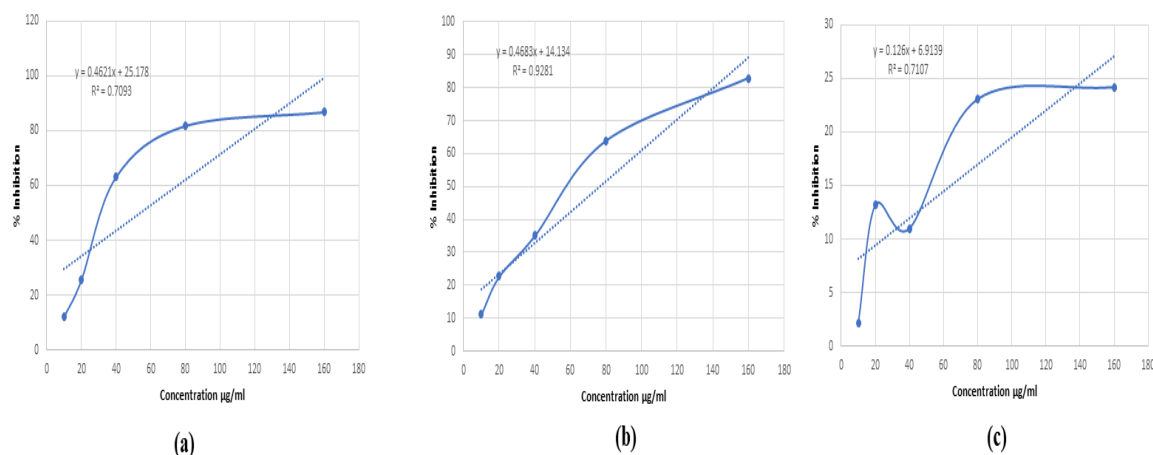 120
100
80
60
40
20
0
% Inhibition
y = 0.4621x + 25.178
R² = 0.7093
0 20 40 60 80 100 120 140 160 180
Concentration µg/ml
(a)
100
90
80
70
60
50
40
30
20
10
0
% Inhibition
y = 0.4683x + 14.134
R² = 0.9281
0 20 40 60 80 100 120 140 160 180
Concentration µg/ml
(b)
30
25
20
15
10
5
0
% Inhibition
y = 0.126x + 6.9139
R² = 0.7107
0 20 40 60 80 100 120 140 160 180
Concentration µg/ml
(c)